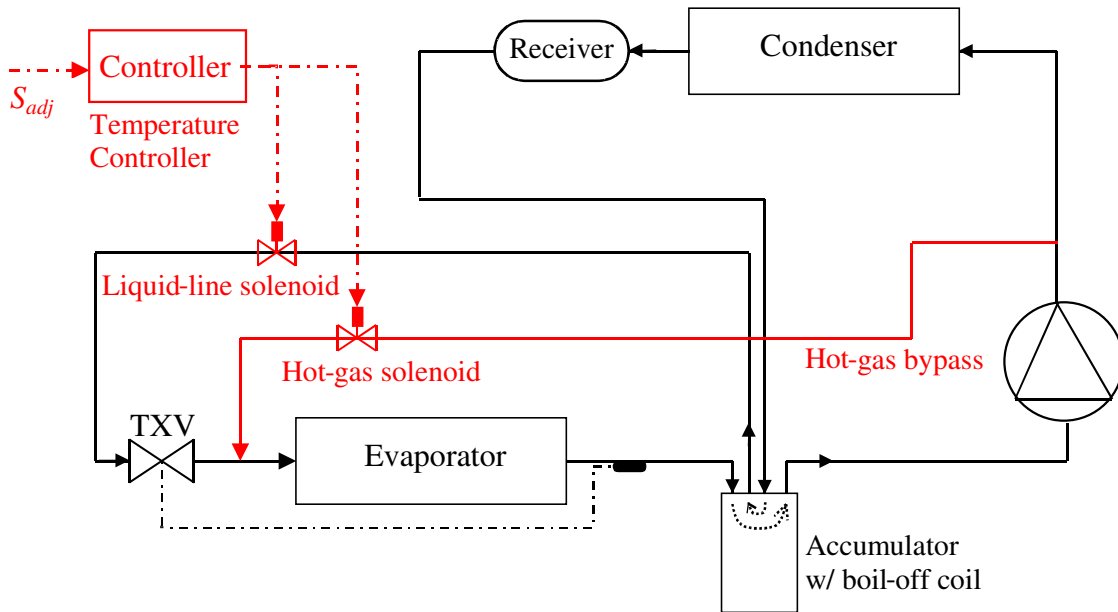 Receiver
Condenser
Controller
S_adj
Temperature
Controller
Liquid-line solenoid
Hot-gas solenoid
Hot-gas bypass
TXV
Evaporator
Accumulator
w/ boil-off coil